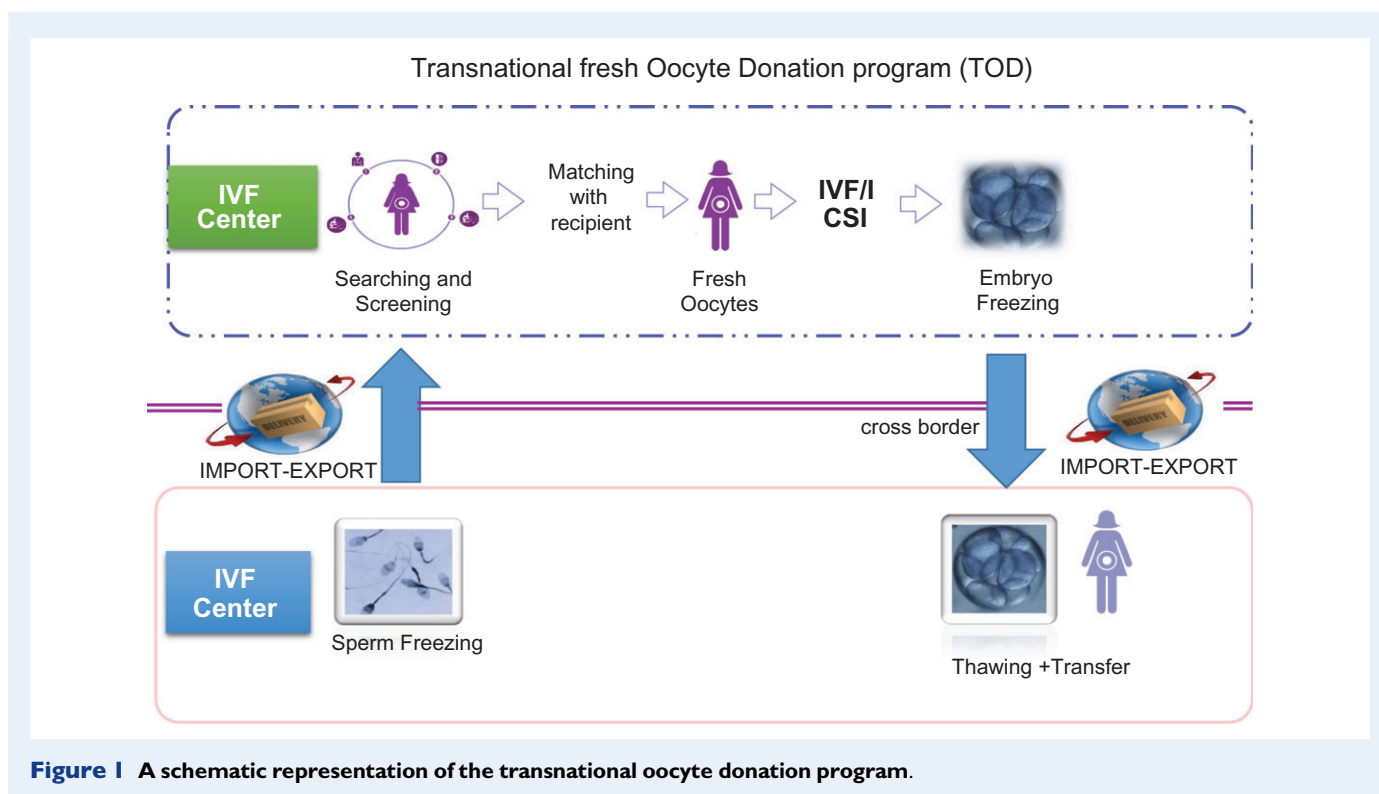 Transnational fresh Oocyte Donation program (TOD)
IVF
Center
Matching
with
recipient
IVF/I
CSI
Searching and
Screening
Fresh
Oocytes
Embryo
Freezing
DELIVERY
IMPORT-EXPORT
cross border
DELIVERY
IMPORT-EXPORT
IVF
Center
Sperm Freezing
Thawing +Transfer
Figure 1 A schematic representation of the transnational oocyte donation program.